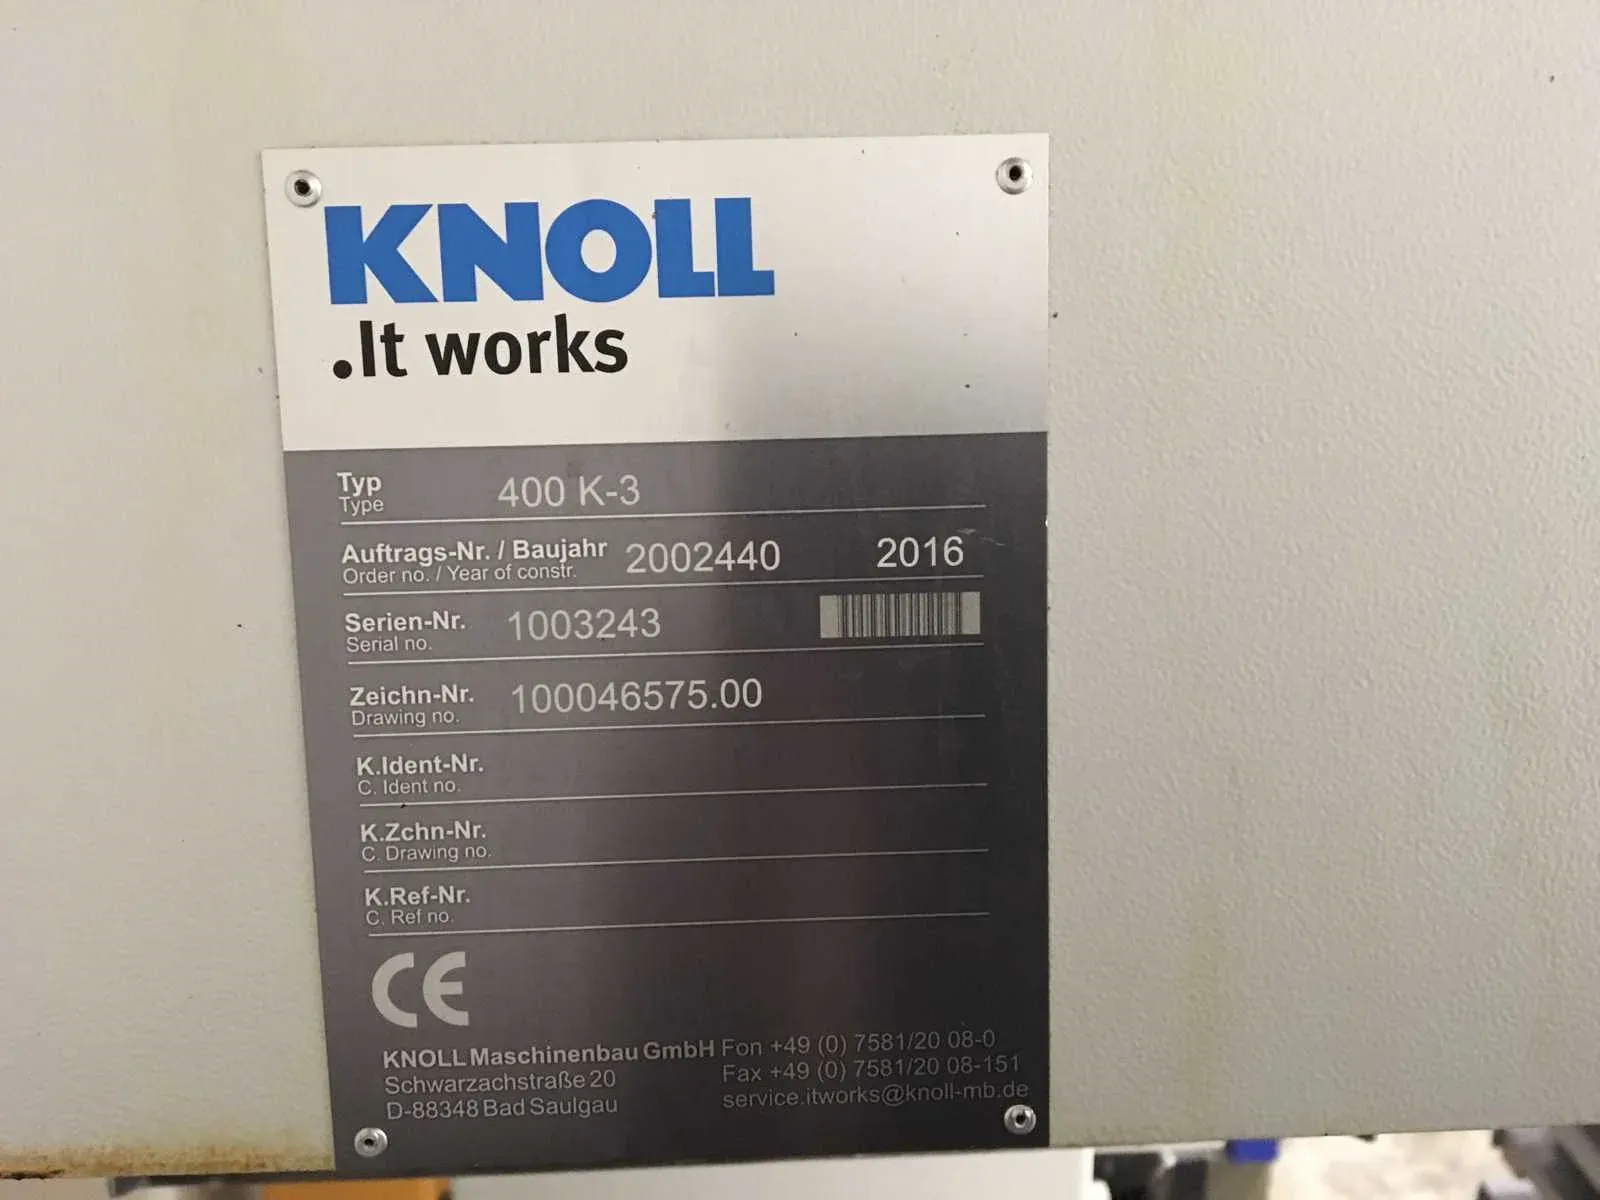 KNOLL
.It works
Typ 400 K-3
Type
Auftrags-Nr. / Baujahr 2002440 2016
Order no. / Year of constr.
Serien-Nr. 1003243
Serial no.
Zeichn-Nr. 100046575.00
Drawing no.
K.Ident-Nr.
C. Ident no.
K.Zchn-Nr.
C. Drawing no.
K.Ref-Nr.
C. Ref no.
CE
KNOLL Maschinenbau GmbH Fon +49 (0) 7581/20 08-0
Schwarzachstraße 20 Fax +49 (0) 7581/20 08-151
D-88348 Bad Saulgau service.itworks@knoll-mb.de